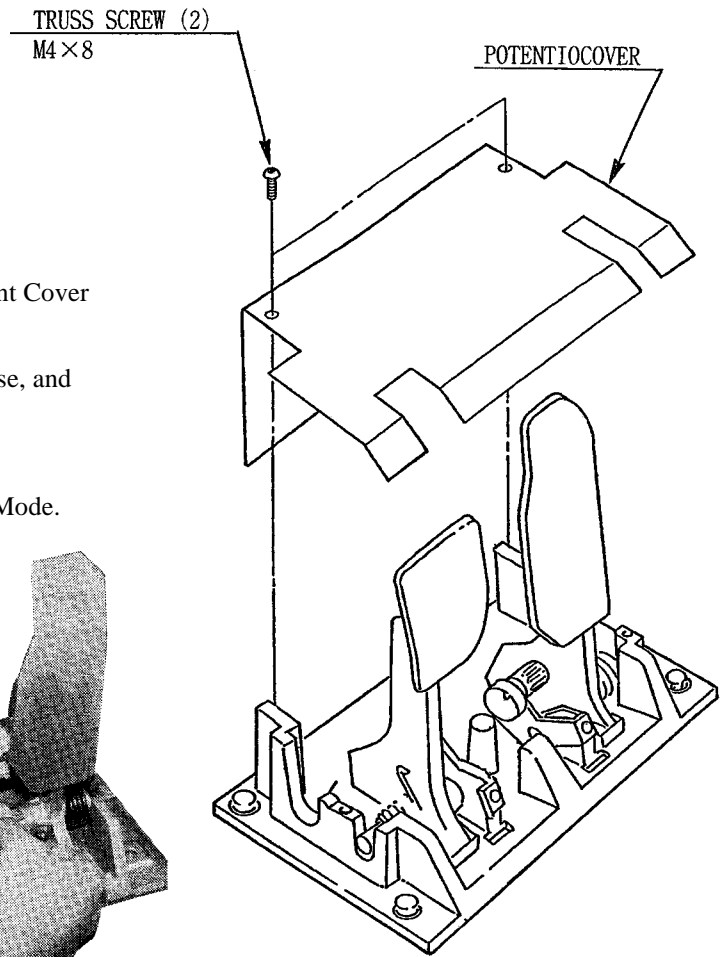 TRUSS SCREW (2)
M4×8
POTENTIOCOVER
nt Cover
se, and
Mode.